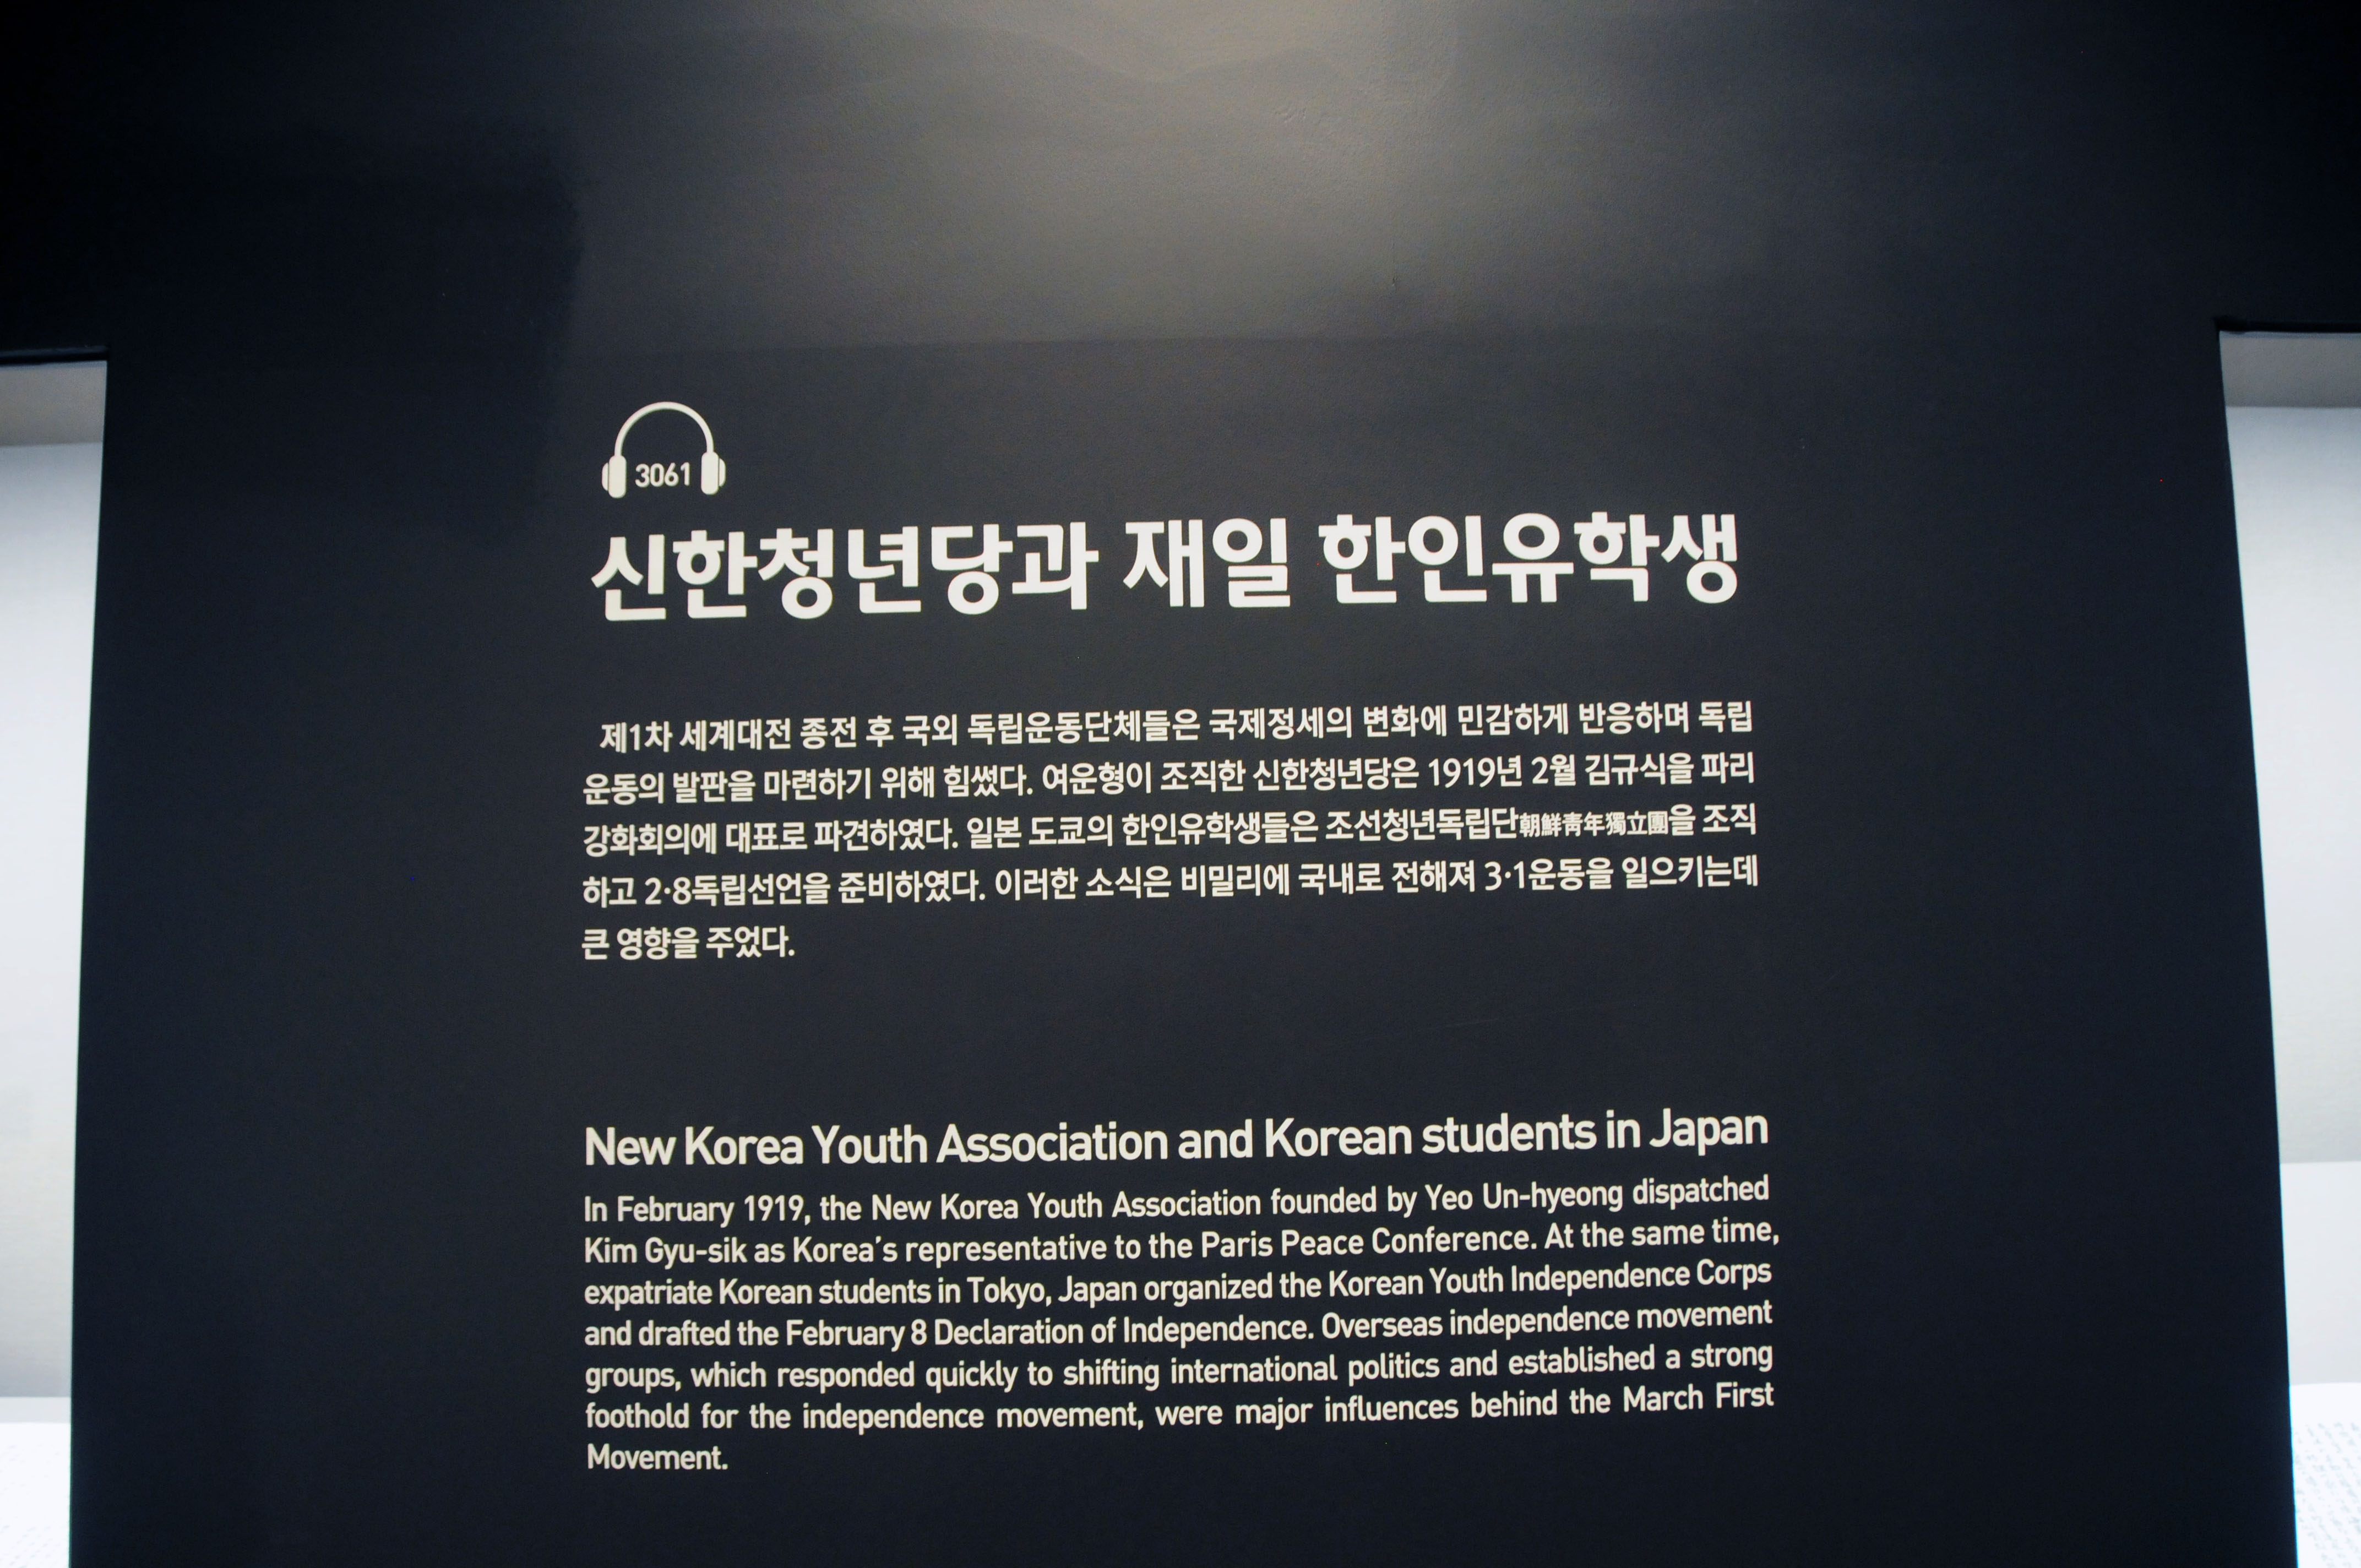 3061
신한청년당과 재일 한인유학생
제1차 세계대전 종전 후 국외 독립운동단체들은 국제정세의 변화에 민감하게 반응하며 독립
운동의 발판을 마련하기 위해 힘썼다. 여운형이 조직한 신한청년당은 1919년 2월 김규식을 파리
강화회의에 대표로 파견하였다. 일본 도쿄의 한인유학생들은 조선청년독립단朝鮮靑年獨立團을 조직
하고 2·8독립선언을 준비하였다. 이러한 소식은 비밀리에 국내로 전해져 3·1운동을 일으키는데
큰 영향을 주었다.
New Korea Youth Association and Korean students in Japan
In February 1919, the New Korea Youth Association founded by Yeo Un-hyeong dispatched
Kim Gyu-sik as Korea's representative to the Paris Peace Conference. At the same time,
expatriate Korean students in Tokyo, Japan organized the Korean Youth Independence Corps
and drafted the February 8 Declaration of Independence. Overseas independence movement
groups, which responded quickly to shifting international politics and established a strong
foothold for the independence movement, were major influences behind the March First
Movement.